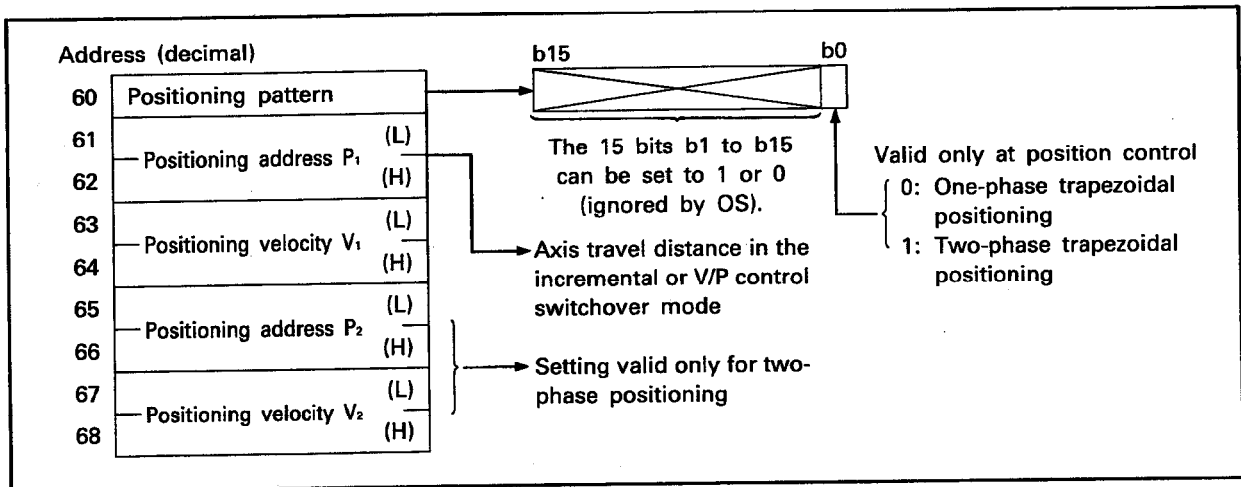 Address (decimal)
b15
b0
60 Positioning pattern
61 (L)
Positioning address P₁
62 (H)
63 (L)
Positioning velocity V₁
64 (H)
65 (L)
Positioning address P₂
66 (H)
67 (L)
Positioning velocity V₂
68 (H)
The 15 bits b1 to b15
can be set to 1 or 0
(ignored by OS).
Valid only at position control
0: One-phase trapezoidal
positioning
1: Two-phase trapezoidal
positioning
Axis travel distance in the
incremental or V/P control
switchover mode
Setting valid only for two-
phase positioning